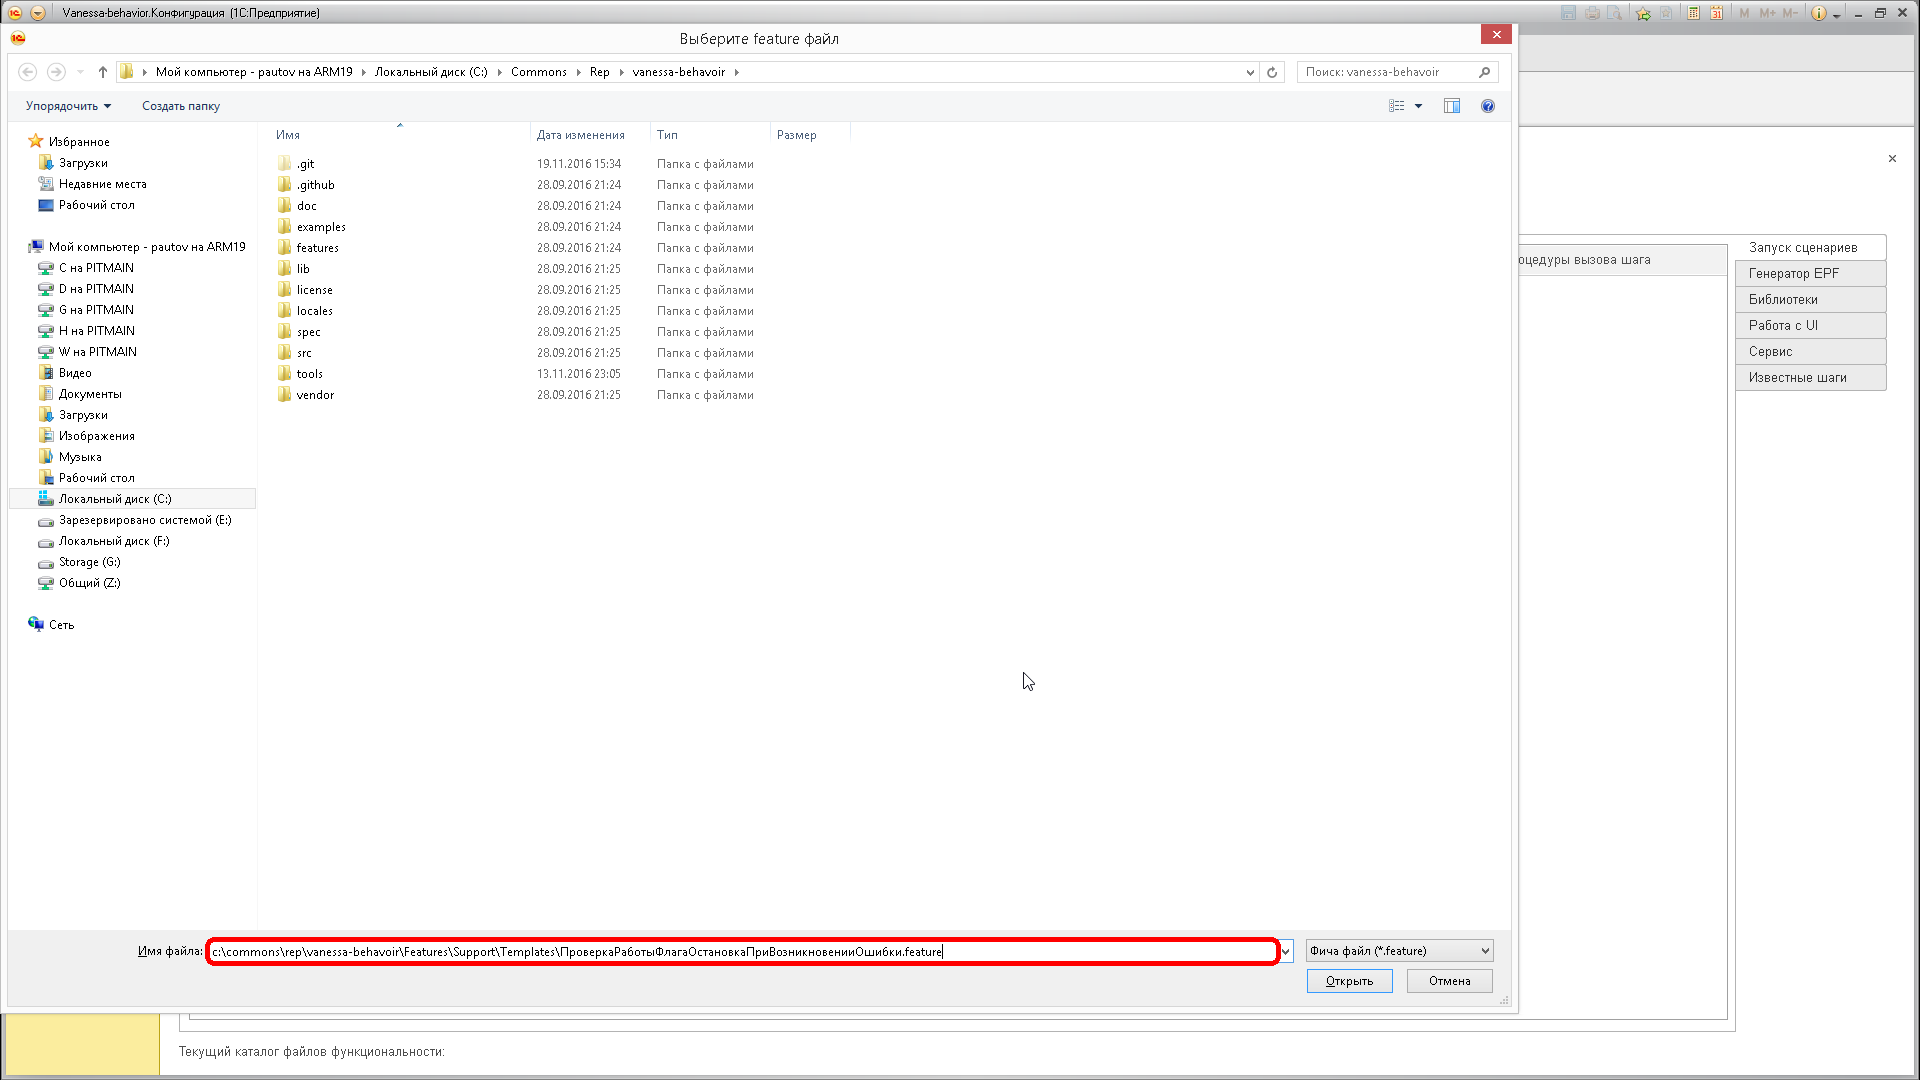 Vanessa-behavior.Конфигурация (1С:Предприятие)
M M+ M-
Выберите feature файл
Мой компьютер - pautov на ARM19 Локальный диск (C:) Commons Rep vanessa-behavoir
Поиск: vanessa-behavoir
Упорядочить Создать папку
Имя Дата изменения Тип Размер
Избранное
Загрузки
Недавние места
Рабочий стол
Мой компьютер - pautov на ARM19
C на PITMAIN
D на PITMAIN
G на PITMAIN
H на PITMAIN
W на PITMAIN
Видео
Документы
Загрузки
Изображения
Музыка
Рабочий стол
Локальный диск (C:)
Зарезервировано системой (E:)
Локальный диск (F:)
Storage (G:)
Общий (Z:)
Сеть
.git 19.11.2016 15:34 Папка с файлами
.github 28.09.2016 21:24 Папка с файлами
doc 28.09.2016 21:24 Папка с файлами
examples 28.09.2016 21:24 Папка с файлами
features 28.09.2016 21:24 Папка с файлами
lib 28.09.2016 21:25 Папка с файлами
license 28.09.2016 21:25 Папка с файлами
locales 28.09.2016 21:25 Папка с файлами
spec 28.09.2016 21:25 Папка с файлами
src 28.09.2016 21:25 Папка с файлами
tools 13.11.2016 23:05 Папка с файлами
vendor 28.09.2016 21:25 Папка с файлами
оцедуры вызова шага
Запуск сценариев
Генератор EPF
Библиотеки
Работа с UI
Сервис
Известные шаги
Имя файла: c:\commons\rep\vanessa-behavoir\Features\Support\Templates\ПроверкаРаботыФлагаОстановкаПриВозникновенииОшибки.feature
Фича файл (*.feature)
Открыть Отмена
Текущий каталог файлов функциональности: